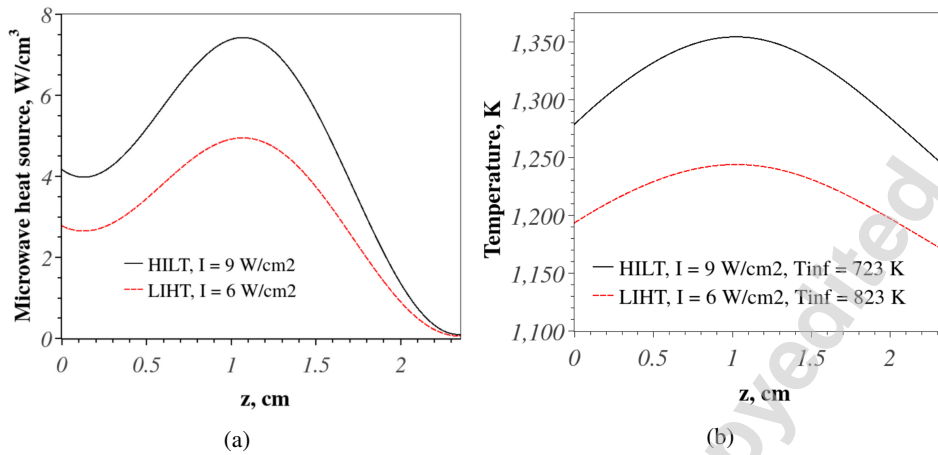 8
6
4
2
0
Microwave heat source, W/cm³
HILT, I = 9 W/cm2
LIHT, I = 6 W/cm2
0
0.5
1
1.5
2
z, cm
(a)
1,350
1,300
1,250
1,200
1,150
1,100
Temperature, K
HILT, I = 9 W/cm2, Tinf = 723 K
LIHT, I = 6 W/cm2, Tinf = 823 K
0
0.5
1
1.5
2
z, cm
(b)
opyedited